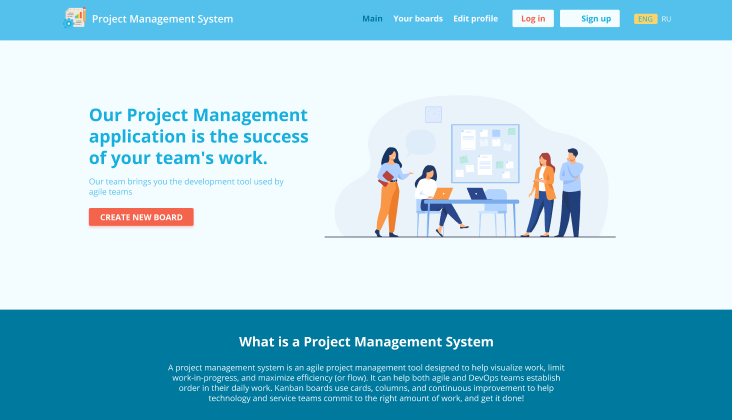 Project Management System
Main Your boards Edit profile Log in Sign up ENG RU
Our Project Management
application is the success
of your team's work.
Our team brings you the development tool used by
agile teams
CREATE NEW BOARD
What is a Project Management System
A project management system is an agile project management tool designed to help visualize work, limit
work-in-progress, and maximize efficiency (or flow). It can help both agile and DevOps teams establish
order in their daily work. Kanban boards use cards, columns, and continuous improvement to help
technology and service teams commit to the right amount of work, and get it done!